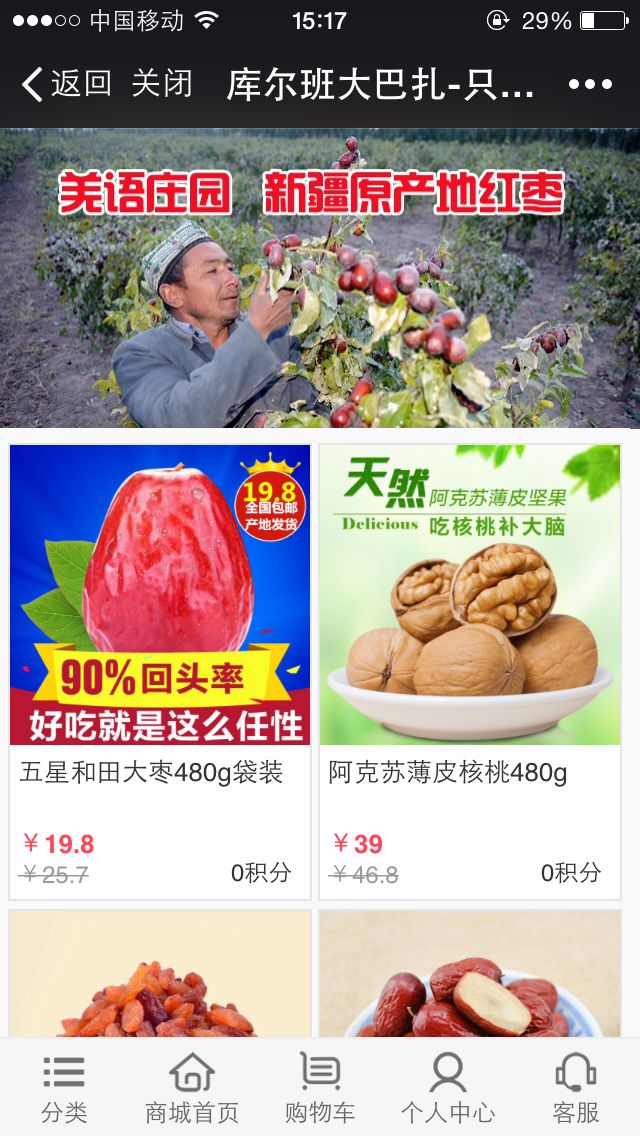 中国移动 15:17 29%
返回 关闭 库尔班大巴扎-只...
美语庄园 新疆原产地红枣
19.8
全国包邮
产地发货
90%回头率
好吃就是这么任性
天然 阿克苏薄皮坚果
Delicious 吃核桃补大脑
五星和田大枣480g袋装
￥19.8
￥25.7 0积分
阿克苏薄皮核桃480g
￥39
￥46.8 0积分
分类 商城首页 购物车 个人中心 客服